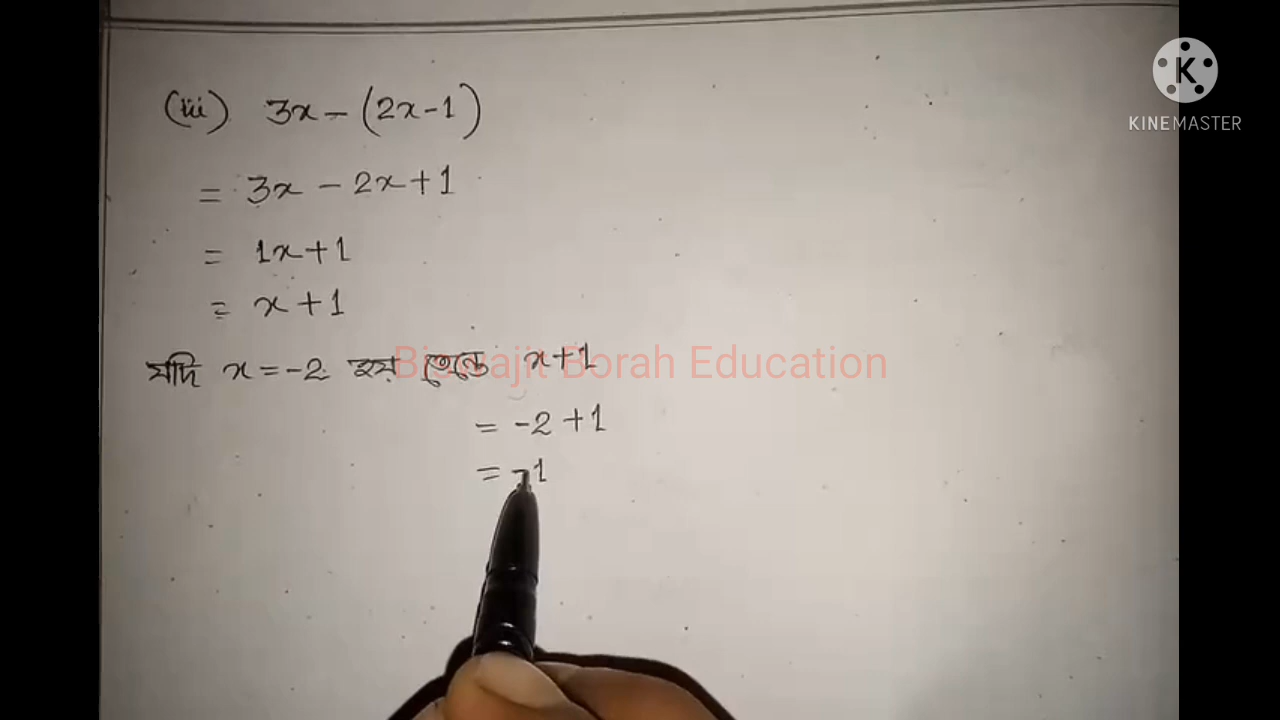 (iii) 3x - (2x-1)
= 3x - 2x + 1
= 1x + 1
= x + 1
যদি x = -2 হয় তেন্তে x+1
= -2 + 1
= -1
Biswajit Borah Education
KINEMASTER